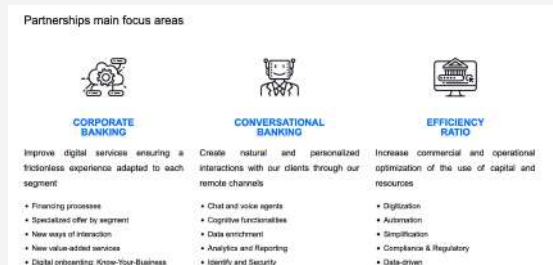 Partnerships main focus areas
CORPORATE
BANKING
Improve digital services ensuring a
frictionless experience adapted to each
segment
• Financing processes
• Specialized offer by segment
• New ways of interaction
• New value-added services
• Digital onboarding: Know-Your-Business
CONVERSATIONAL
BANKING
Create natural and personalized
interactions with our clients through our
remote channels
• Chat and voice agents
• Cognitive functionalities
• Data enrichment
• Analytics and Reporting
• Identify and Security
EFFICIENCY
RATIO
Increase commercial and operational
optimization of the use of capital and
resources
• Digitization
• Automation
• Simplification
• Compliance & Regulatory
• Data-driven